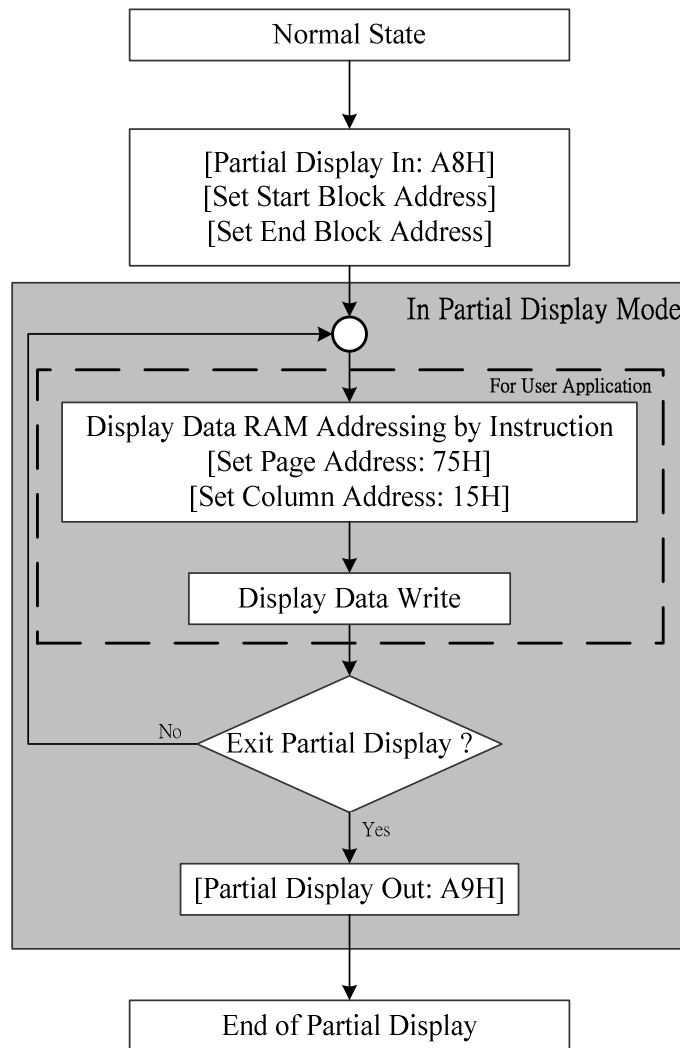 Normal State
[Partial Display In: A8H]
[Set Start Block Address]
[Set End Block Address]
In Partial Display Mode
For User Application
Display Data RAM Addressing by Instruction
[Set Page Address: 75H]
[Set Column Address: 15H]
Display Data Write
No
Exit Partial Display ?
Yes
[Partial Display Out: A9H]
End of Partial Display